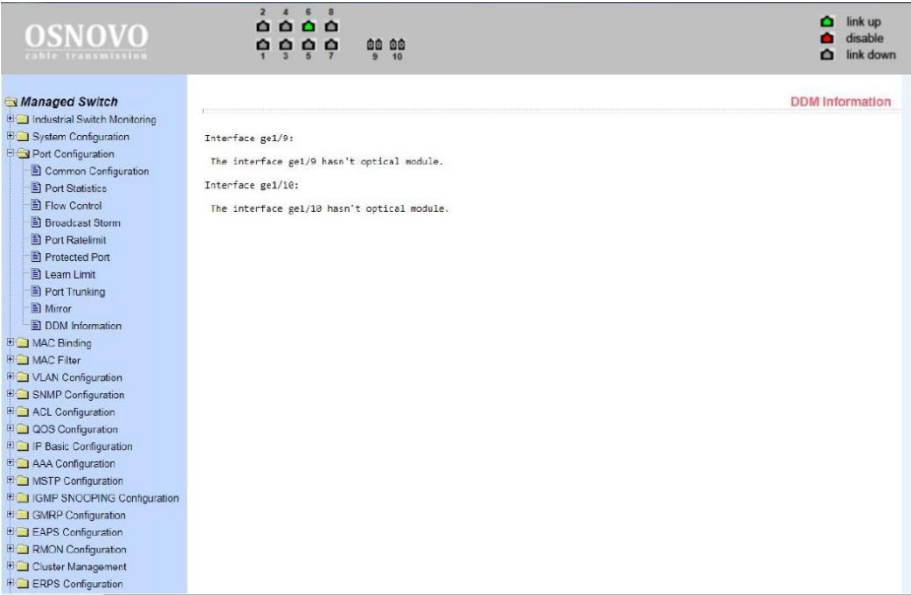 OSNOVO
cable transmission
2 4 6 8
1 3 5 7 9 10
link up
disable
link down
Managed Switch
Industrial Switch Monitoring
System Configuration
Port Configuration
Common Configuration
Port Statistics
Flow Control
Broadcast Storm
Port Ratelimit
Protected Port
Learn Limit
Port Trunking
Mirror
DDM Information
MAC Binding
MAC Filter
VLAN Configuration
SNMP Configuration
ACL Configuration
QOS Configuration
IP Basic Configuration
AAA Configuration
MSTP Configuration
IGMP SNOOPING Configuration
GMRP Configuration
EAPS Configuration
RMON Configuration
Cluster Management
ERPS Configuration
DDM Information
Interface ge1/9:
The interface ge1/9 hasn't optical module.
Interface ge1/10:
The interface ge1/10 hasn't optical module.